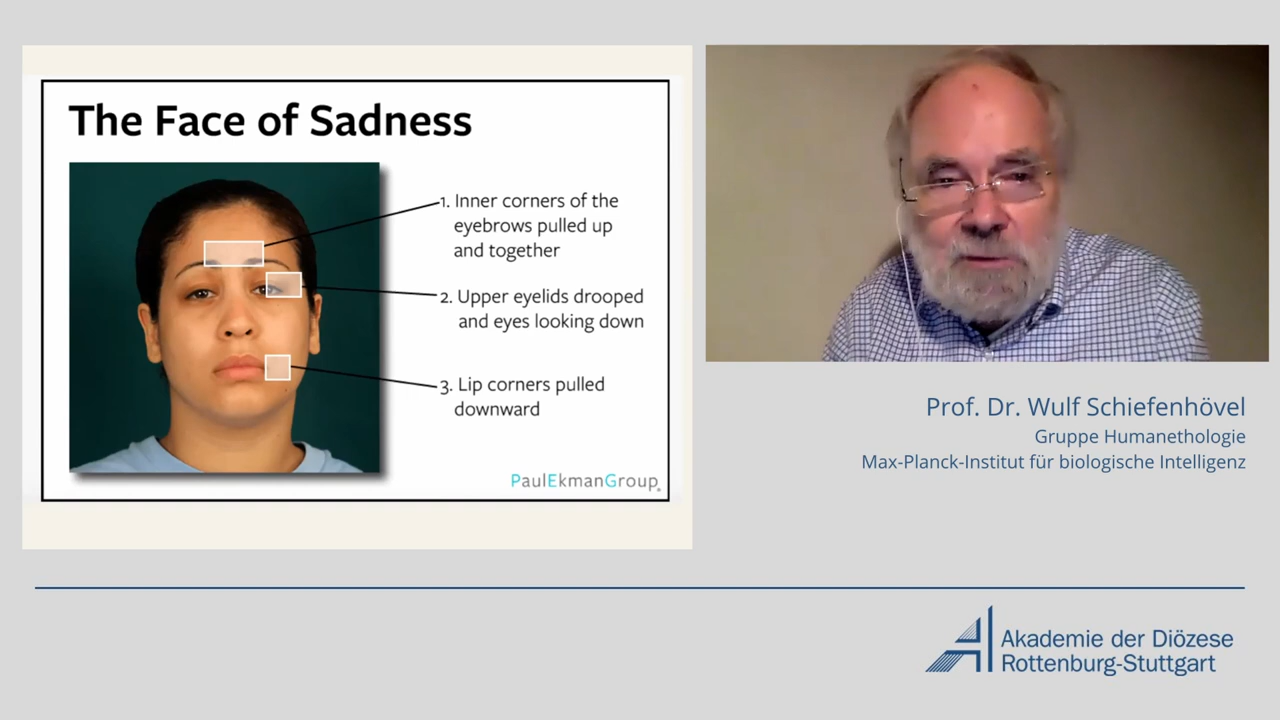 The Face of Sadness
1. Inner corners of the
eyebrows pulled up
and together
2. Upper eyelids drooped
and eyes looking down
3. Lip corners pulled
downward
PaulEkmanGroup®
Prof. Dr. Wulf Schiefenhövel
Gruppe Humanethologie
Max-Planck-Institut für biologische Intelligenz
Akademie der Diözese
Rottenburg-Stuttgart